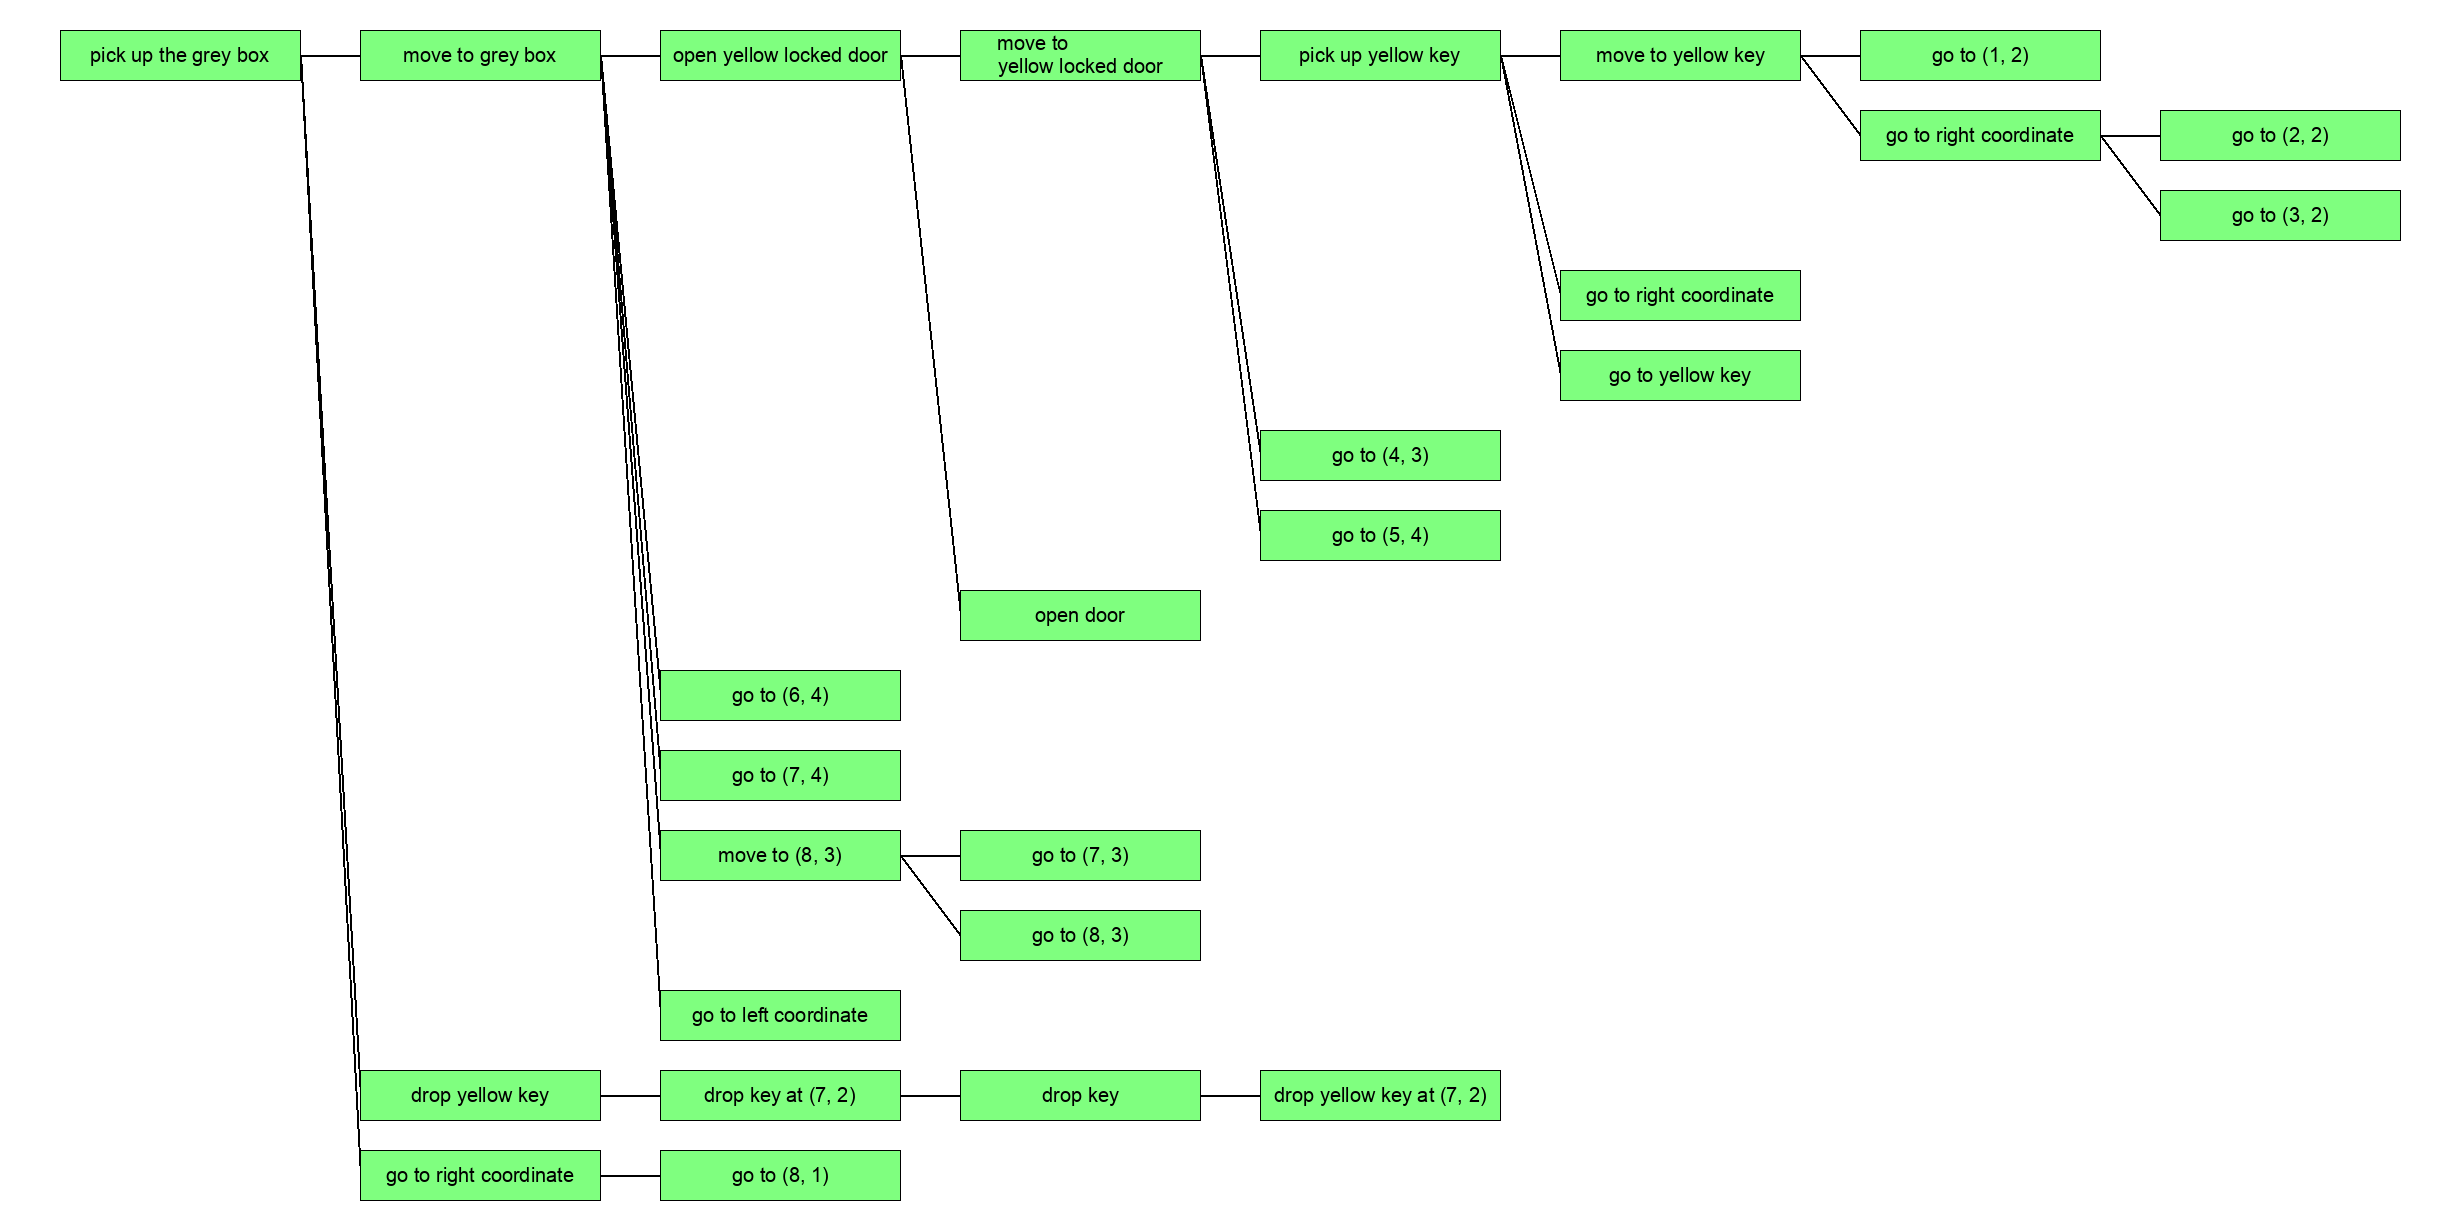 pick up the grey box
move to grey box
open yellow locked door
move to
yellow locked door
pick up yellow key
move to yellow key
go to (1, 2)
go to right coordinate
go to (2, 2)
go to (3, 2)
go to right coordinate
go to yellow key
go to (4, 3)
go to (5, 4)
open door
go to (6, 4)
go to (7, 4)
move to (8, 3)
go to (7, 3)
go to (8, 3)
go to left coordinate
drop yellow key
drop key at (7, 2)
drop key
drop yellow key at (7, 2)
go to right coordinate
go to (8, 1)